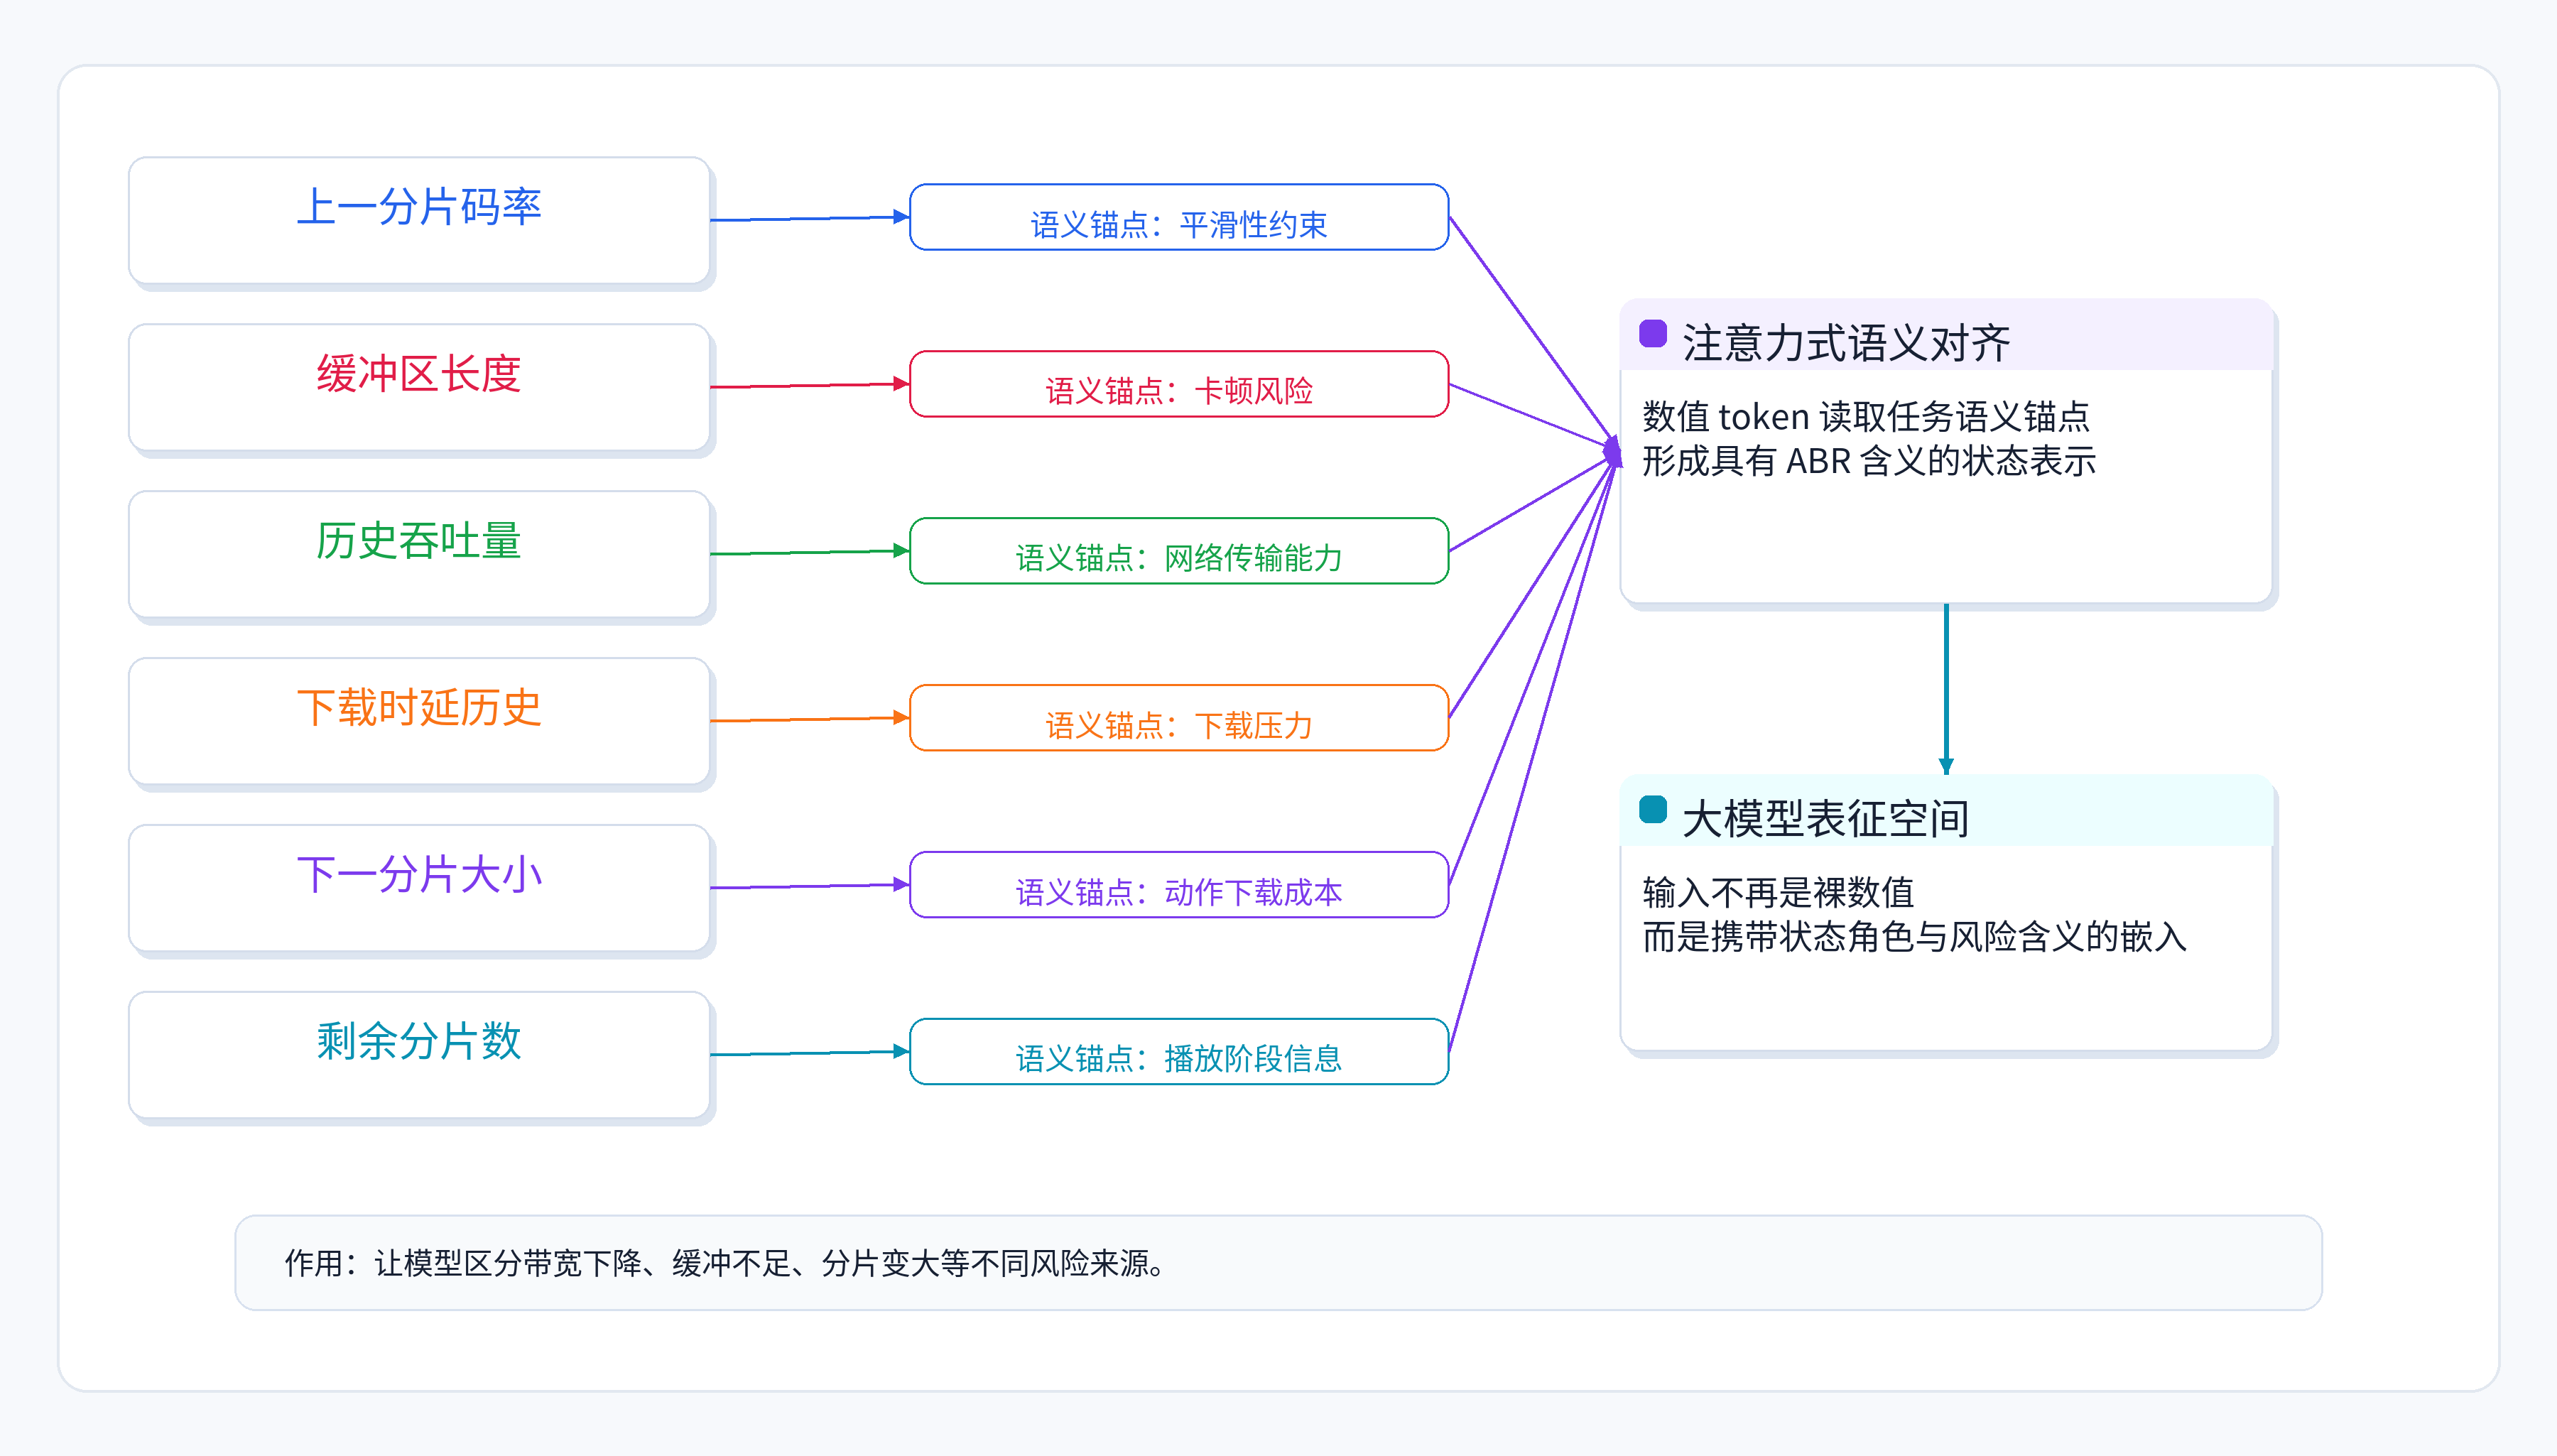 上一分片码率
语义锚点：平滑性约束
缓冲区长度
语义锚点：卡顿风险
历史吞吐量
语义锚点：网络传输能力
下载时延历史
语义锚点：下载压力
下一分片大小
语义锚点：动作下载成本
剩余分片数
语义锚点：播放阶段信息
注意力式语义对齐
数值 token 读取任务语义锚点
形成具有 ABR 含义的状态表示
大模型表征空间
输入不再是裸数值
而是携带状态角色与风险含义的嵌入
作用：让模型区分带宽下降、缓冲不足、分片变大等不同风险来源。